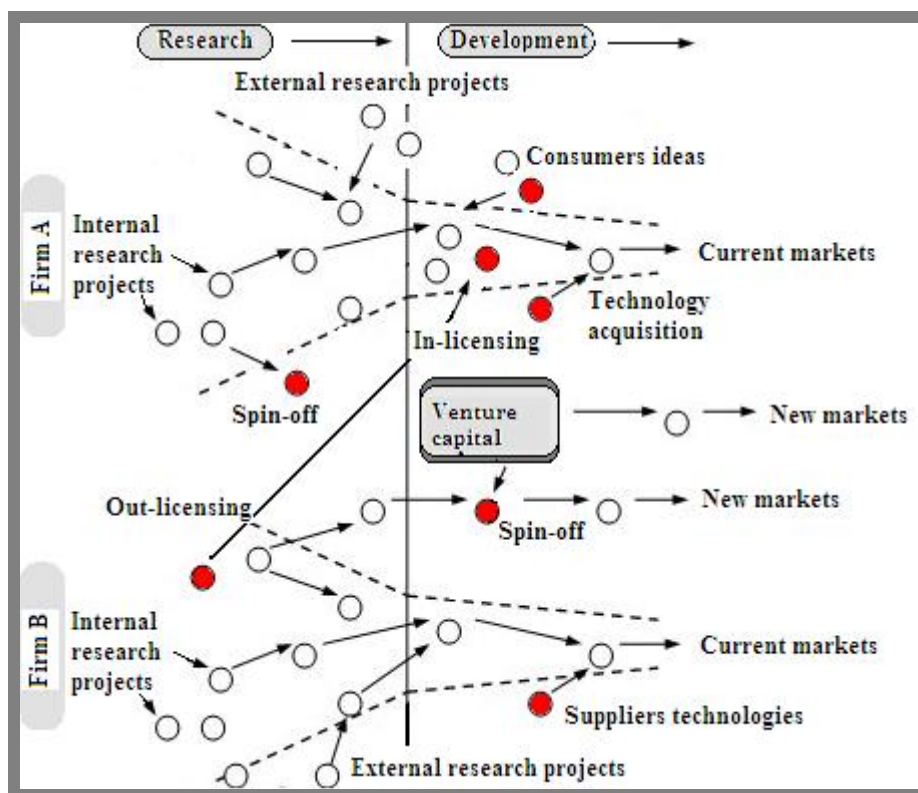 Research
Development
External research projects
Consumers ideas
Firm A
Internal
research
projects
Current markets
Technology
acquisition
In-licensing
Spin-off
Venture
capital
New markets
Out-licensing
New markets
Spin-off
Firm B
Internal
research
projects
Current markets
Suppliers technologies
External research projects